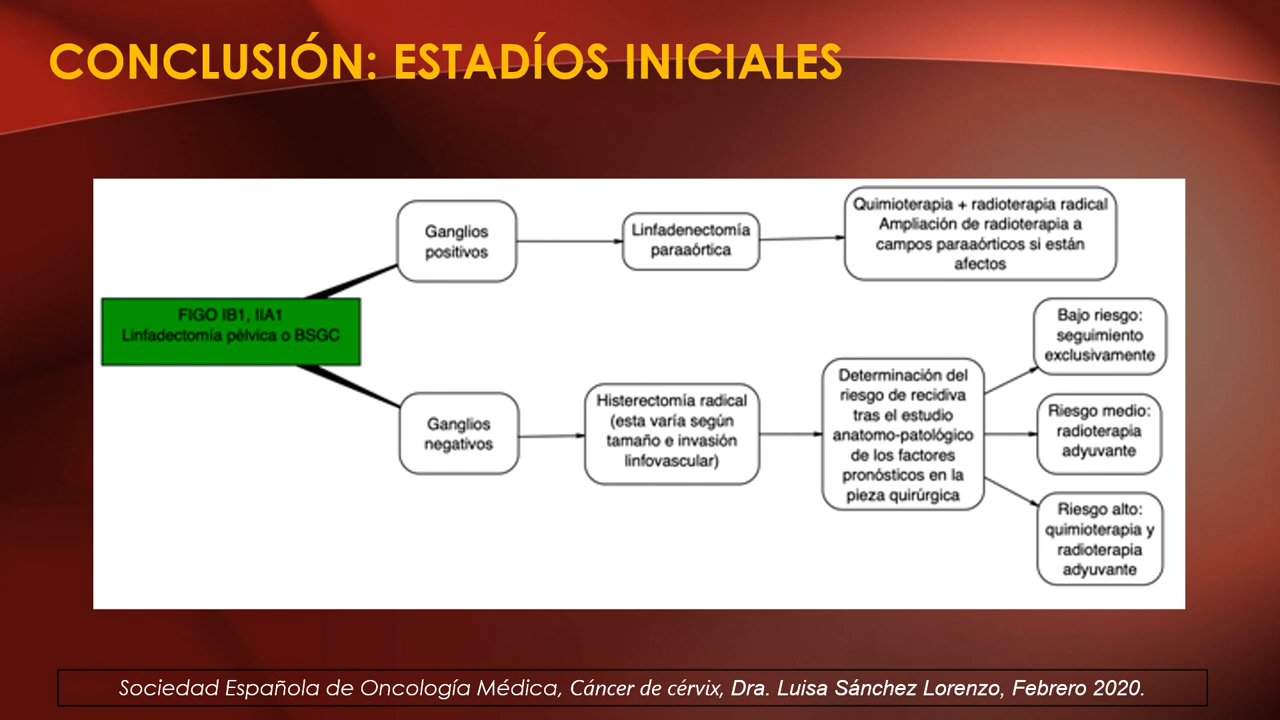 CONCLUSIÓN: ESTADÍOS INICIALES
FIGO IB1, IIA1
Linfadectomía pélvica o BSGC
Ganglios
positivos
Linfadenectomía
paraaórtica
Quimioterapia + radioterapia radical
Ampliación de radioterapia a
campos paraaórticos si están
afectos
Ganglios
negativos
Histerectomía radical
(esta varía según
tamaño e invasión
linfovascular)
Determinación del
riesgo de recidiva
tras el estudio
anatomo-patológico
de los factores
pronósticos en la
pieza quirúrgica
Bajo riesgo:
seguimiento
exclusivamente
Riesgo medio:
radioterapia
adyuvante
Riesgo alto:
quimioterapia y
radioterapia
adyuvante
Sociedad Española de Oncología Médica, Cáncer de cérvix, Dra. Luisa Sánchez Lorenzo, Febrero 2020.